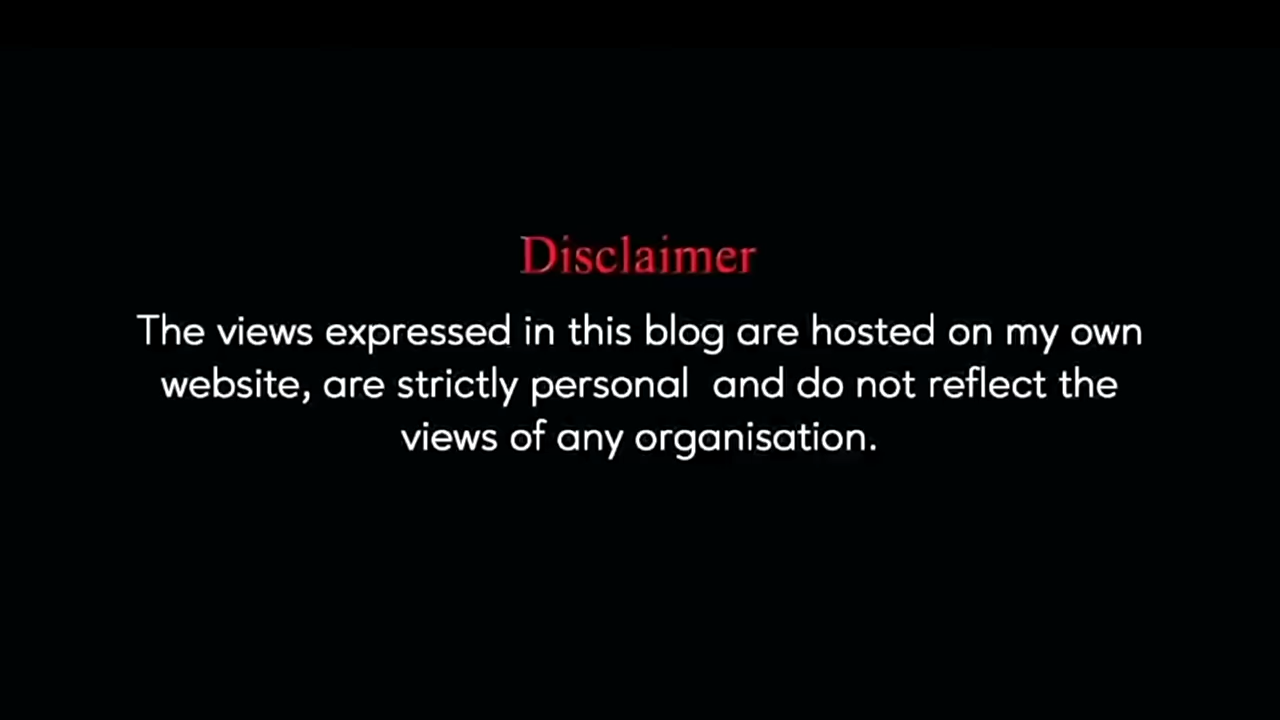 Disclaimer
The views expressed in this blog are hosted on my own
website, are strictly personal  and do not reflect the
views of any organisation.